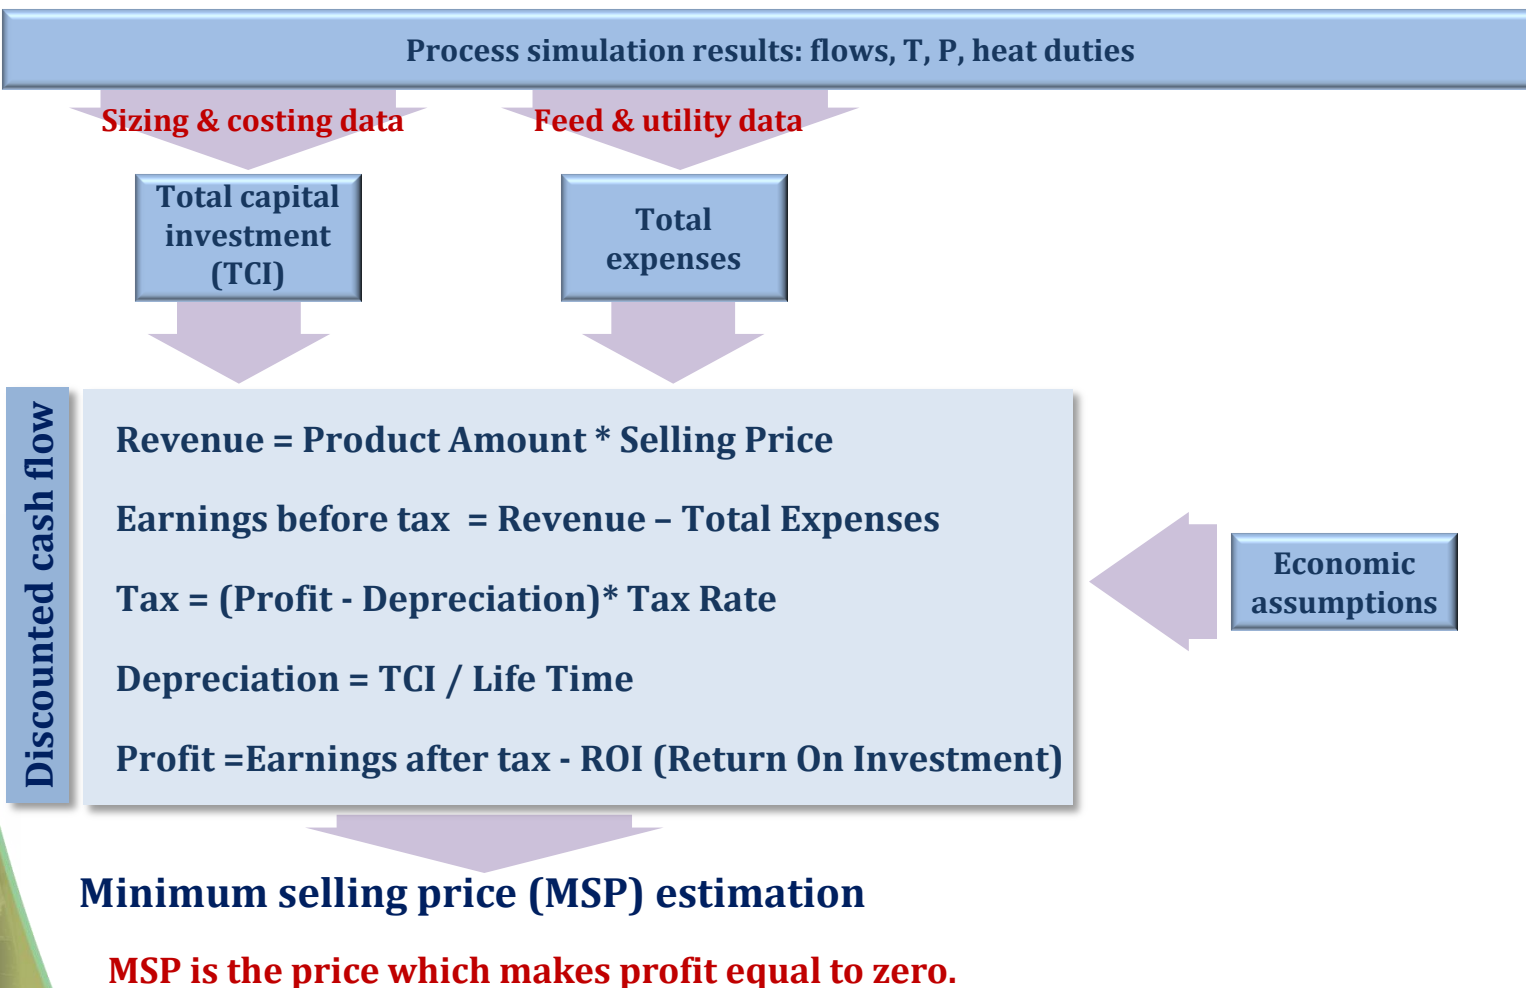 Process simulation results: flows, T, P, heat duties
Sizing & costing data
Feed & utility data
Total capital
investment
(TCI)
Total
expenses
Discounted cash flow
Revenue = Product Amount * Selling Price
Earnings before tax  = Revenue – Total Expenses
Tax = (Profit - Depreciation)* Tax Rate
Depreciation = TCI / Life Time
Profit =Earnings after tax - ROI (Return On Investment)
Economic
assumptions
Minimum selling price (MSP) estimation
MSP is the price which makes profit equal to zero.